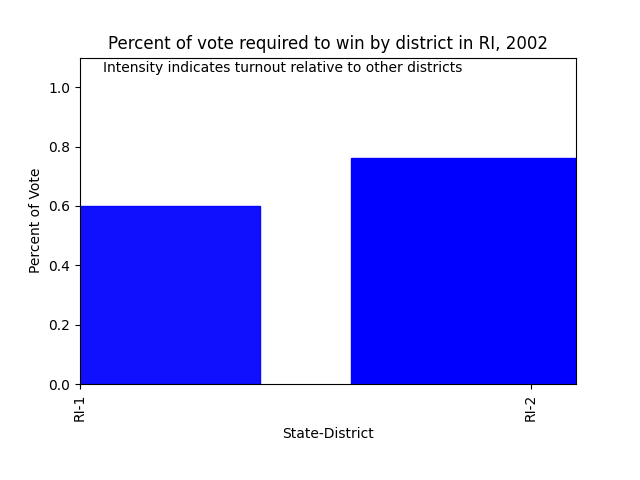 Percent of vote required to win by district in RI, 2002
Intensity indicates turnout relative to other districts
1.0
0.8
0.6
0.4
0.2
0.0
Percent of Vote
RI-1
RI-2
State-District